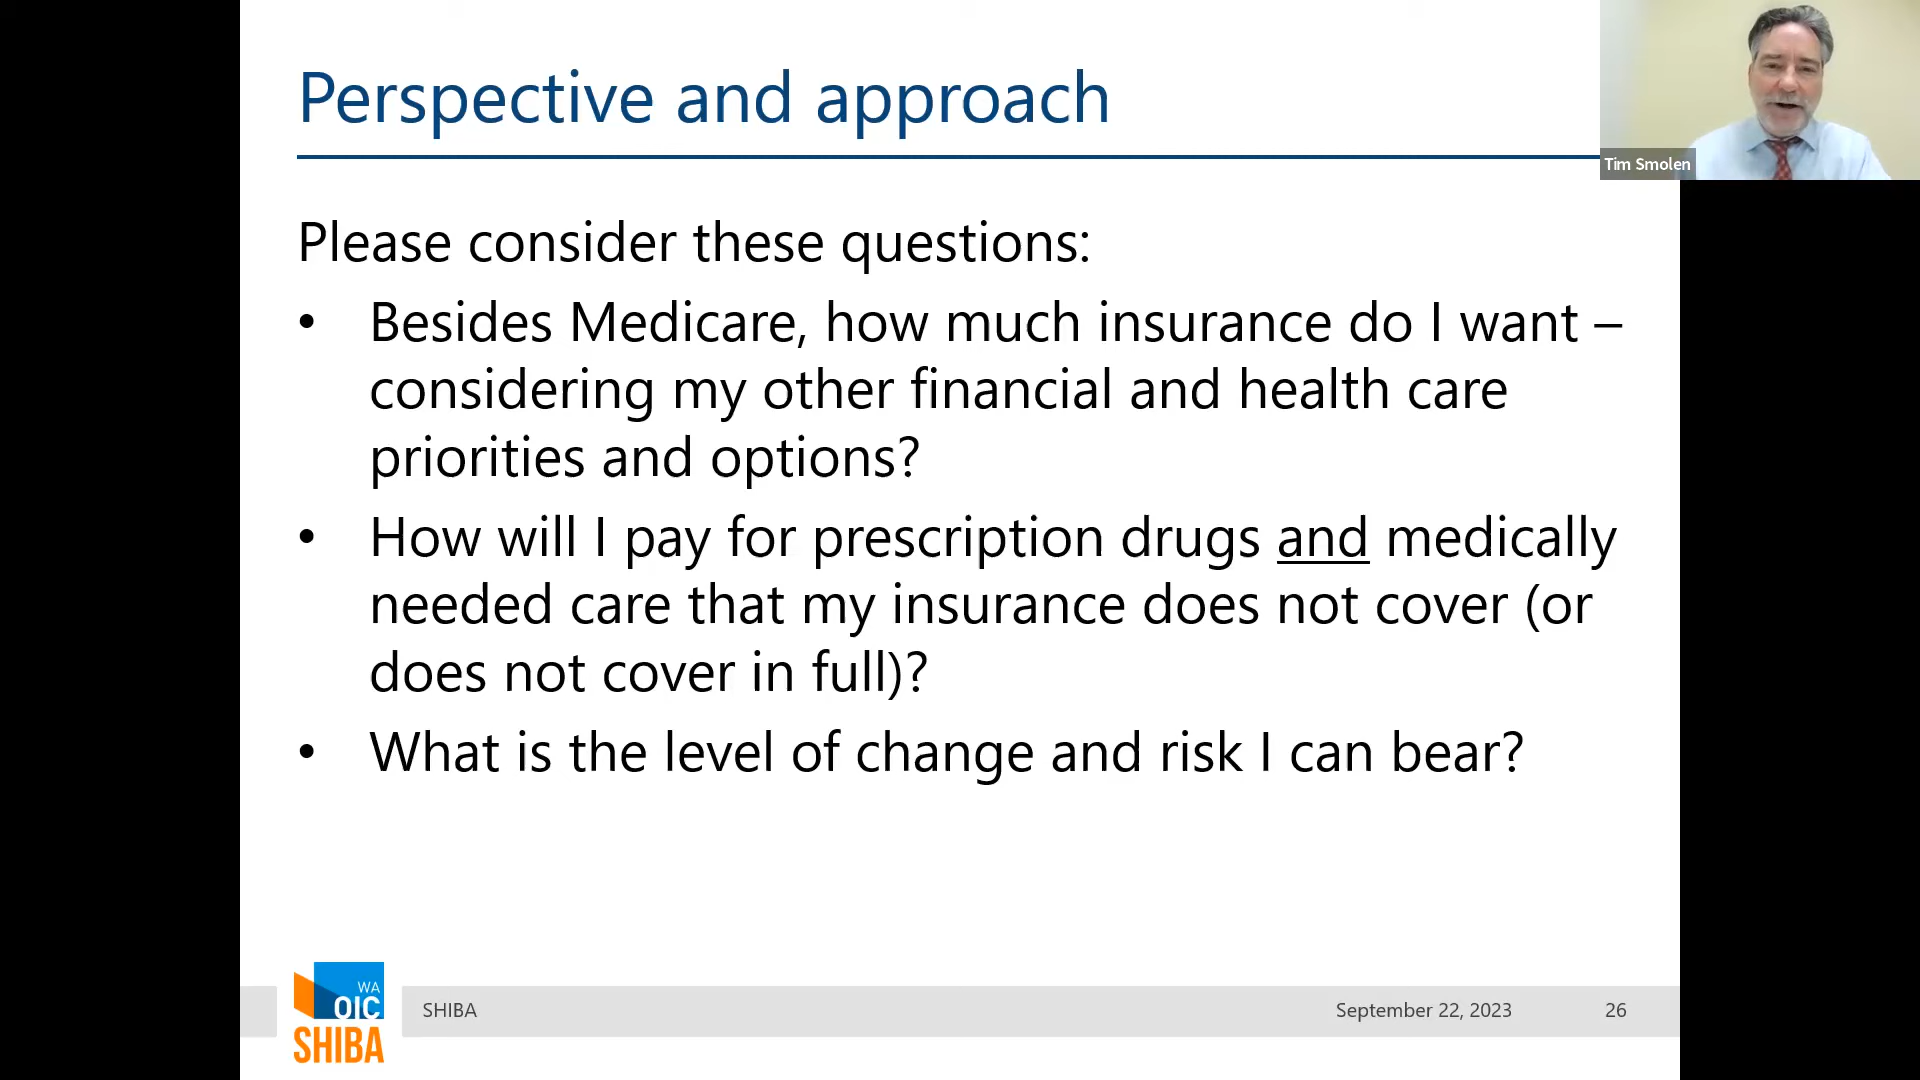 Perspective and approach
Tim Smolen
Please consider these questions:
• Besides Medicare, how much insurance do I want –
considering my other financial and health care
priorities and options?
• How will I pay for prescription drugs and medically
needed care that my insurance does not cover (or
does not cover in full)?
• What is the level of change and risk I can bear?
WA
OIC
SHIBA
SHIBA
September 22, 2023
26